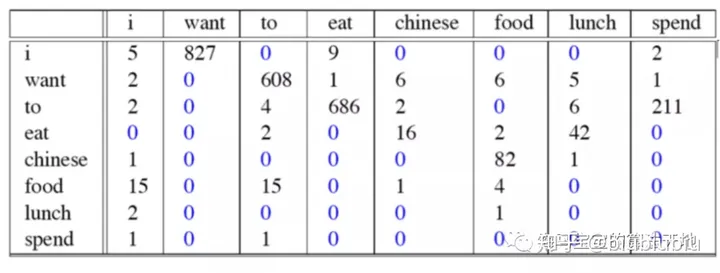 i want to eat chinese food lunch spend
i 5 827 0 9 0 0 0 2
want 2 0 608 1 6 6 5 1
to 2 0 4 686 2 0 6 211
eat 0 0 2 0 16 2 42 0
chinese 1 0 0 0 0 82 1 0
food 15 0 15 0 1 4 0 0
lunch 2 0 0 0 0 1 0 0
spend 1 0 1 0 0 0 0 0
知乎 @biubiubiu